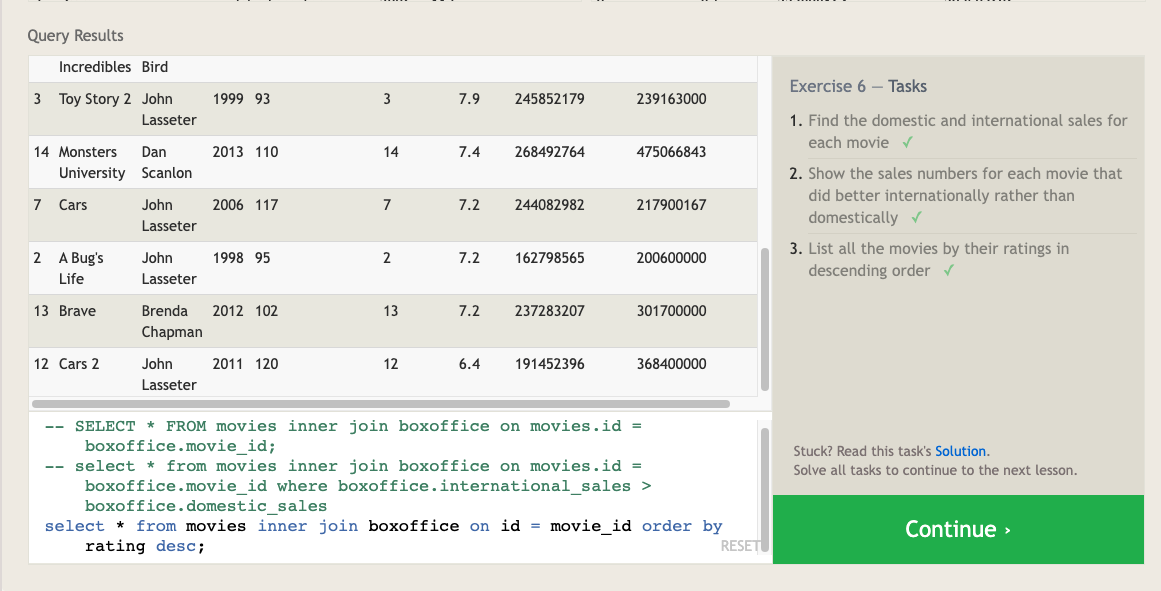 Query Results
Incredibles Bird
3 Toy Story 2 John 1999 93 3 7.9 245852179 239163000
Lasseter
14 Monsters Dan 2013 110 14 7.4 268492764 475066843
University Scanlon
7 Cars John 2006 117 7 7.2 244082982 217900167
Lasseter
2 A Bug's John 1998 95 2 7.2 162798565 200600000
Life Lasseter
13 Brave Brenda 2012 102 13 7.2 237283207 301700000
Chapman
12 Cars 2 John 2011 120 12 6.4 191452396 368400000
Lasseter
-- SELECT * FROM movies inner join boxoffice on movies.id =
boxoffice.movie_id;
-- select * from movies inner join boxoffice on movies.id =
boxoffice.movie_id where boxoffice.international_sales >
boxoffice.domestic_sales
select * from movies inner join boxoffice on id = movie_id order by
rating desc;
RESET
Exercise 6 — Tasks
1. Find the domestic and international sales for
each movie ✓
2. Show the sales numbers for each movie that
did better internationally rather than
domestically ✓
3. List all the movies by their ratings in
descending order ✓
Stuck? Read this task's Solution.
Solve all tasks to continue to the next lesson.
Continue ›